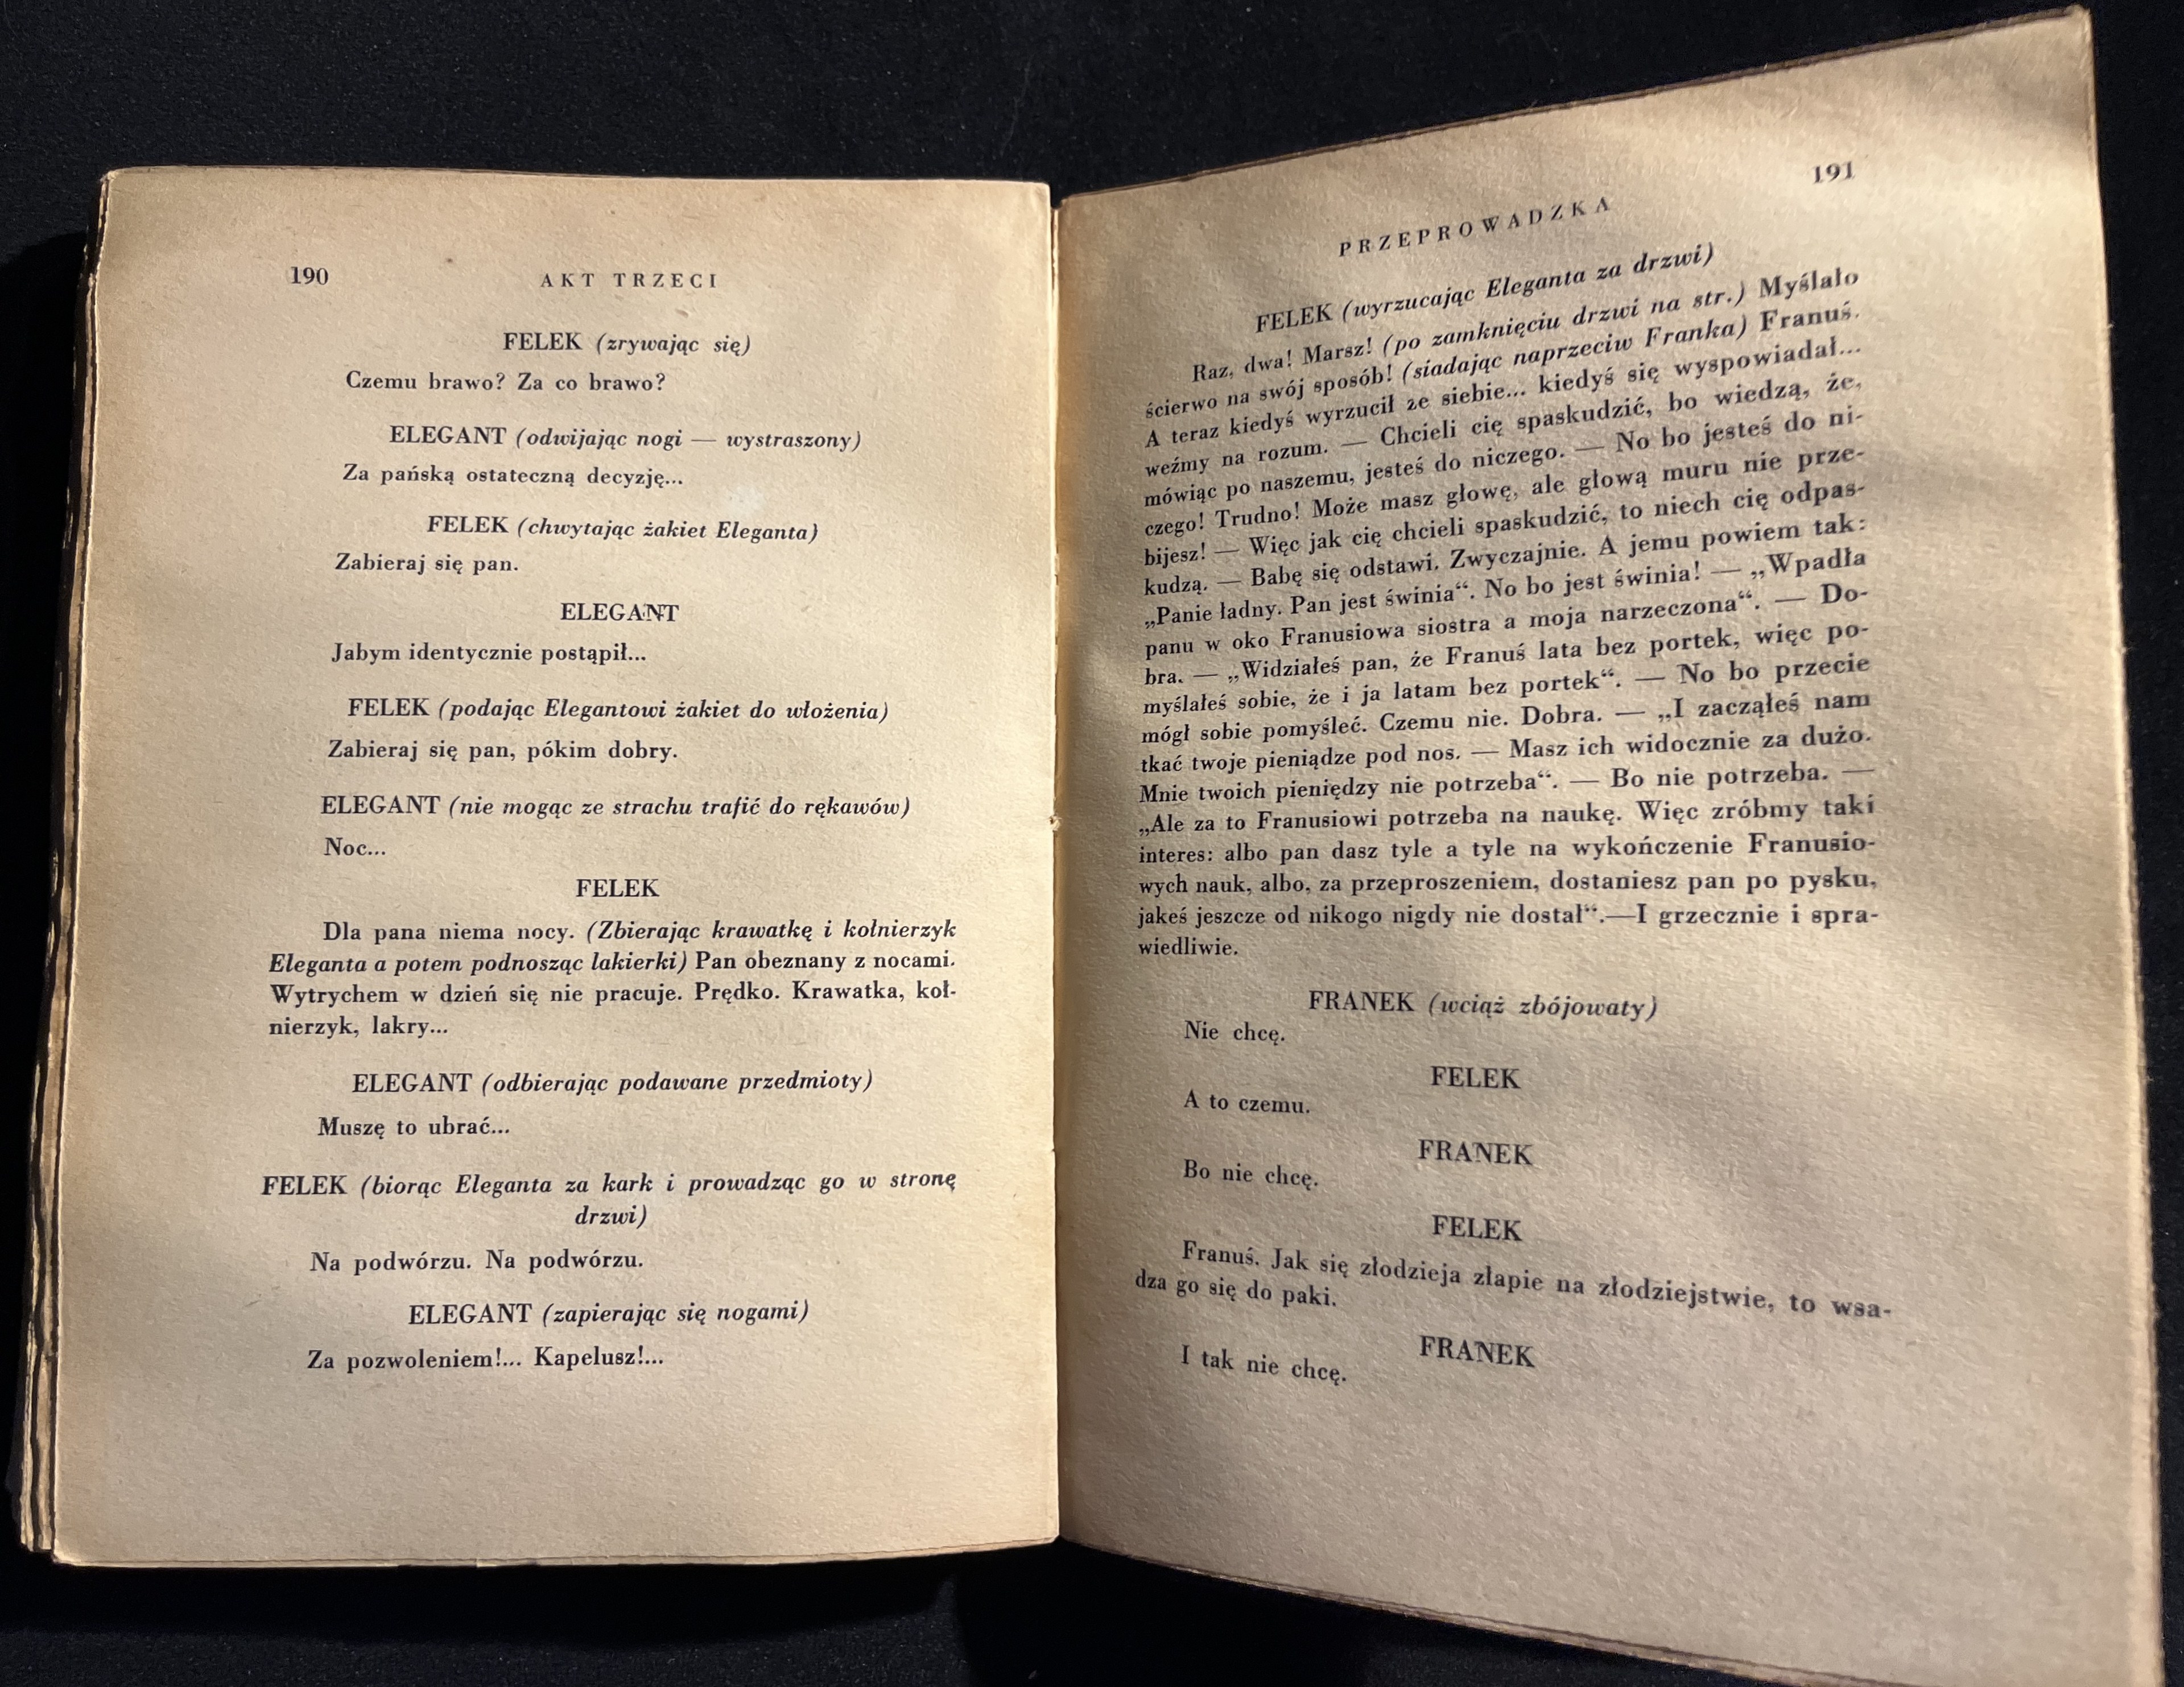 190
AKT TRZECI
FELEK (zrywając się)
Czemu brawo? Za co brawo?
ELEGANT (odwijając nogi — wystraszony)
Za pańską ostateczną decyzję...
FELEK (chwytając żakiet Eleganta)
Zabieraj się pan.
ELEGANT
Jabym identycznie postąpił...
FELEK (podając Elegantowi żakiet do włożenia)
Zabieraj się pan, pókim dobry.
ELEGANT (nie mogąc ze strachu trafić do rękawów)
Noc...
FELEK
Dla pana niema nocy. (Zbierając krawatkę i kołnierzyk
Eleganta a potem podnosząc lakierki) Pan obeznany z nocami.
Wytrychem w dzień się nie pracuje. Prędko. Krawatka, koł-
nierzyk, lakry...
ELEGANT (odbierając podawane przedmioty)
Muszę to ubrać...
FELEK (biorąc Eleganta za kark i prowadząc go w stronę
drzwi)
Na podwórzu. Na podwórzu.
ELEGANT (zapierając się nogami)
Za pozwoleniem!... Kapelusz!...
191
PRZEPROWADZKA
FELEK (wyrzucając Eleganta za drzwi)
Raz, dwa! Marsz! (po zamknięciu drzwi na str.) Myślało
ścierwo na swój sposób! (siadając naprzeciw Franka) Franuś.
A teraz kiedyś wyrzucił ze siebie... kiedyś się wyspowiadał...
weźmy na rozum. — Chcieli cię spaskudzić, bo wiedzą, że,
mówiąc po naszemu, jesteś do niczego. — No bo jesteś do ni-
czego! Trudno! Może masz głowę, ale głową muru nie prze-
bijesz! — Więc jak cię chcieli spaskudzić, to niech cię odpas-
kudzą. — Babę się odstawi. Zwyczajnie. A jemu powiem tak:
„Panie ładny. Pan jest świnia“. No bo jest świnia! — „Wpadła
panu w oko Franusiowa siostra a moja narzeczona“. — Do-
bra. — „Widziałeś pan, że Franuś lata bez portek, więc po-
myślałeś sobie, że i ja latam bez portek“. — No bo przecie
mógł sobie pomyśleć. Czemu nie. Dobra. — „I zacząłeś nam
tkać twoje pieniądze pod nos. — Masz ich widocznie za dużo.
Mnie twoich pieniędzy nie potrzeba“. — Bo nie potrzeba. —
„Ale za to Franusiowi potrzeba na naukę. Więc zróbmy taki
interes: albo pan dasz tyle a tyle na wykończenie Franusio-
wych nauk, albo, za przeproszeniem, dostaniesz pan po pysku,
jakeś jeszcze od nikogo nigdy nie dostał“.—I grzecznie i spra-
wiedliwie.
FRANEK (wciąż zbójowaty)
Nie chcę.
FELEK
A to czemu.
FRANEK
Bo nie chcę.
FELEK
Franuś. Jak się złodzieja złapie na złodziejstwie, to wsa-
dza go się do paki.
FRANEK
I tak nie chcę.